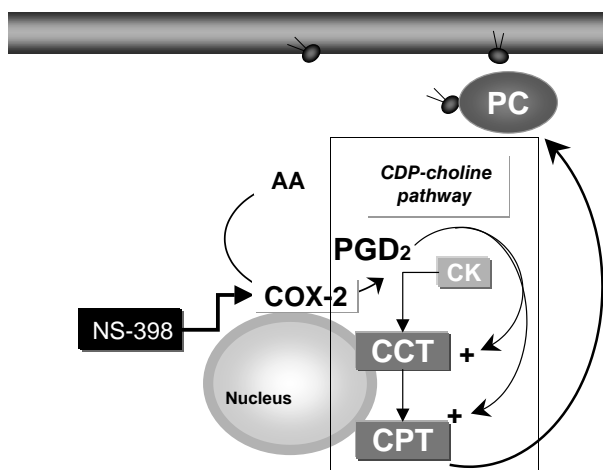 PC
AA
CDP-choline
pathway
PGD2
CK
COX-2
NS-398
CCT +
Nucleus
+
CPT